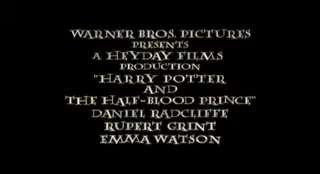 WARNER BROS. PICTURES
PRESENTS
A HEYDAY FILMS
PRODUCTION
"HARRY POTTER
AND
THE HALF-BLOOD PRINCE"
DANIEL RADCLIFFE
RUPERT GRINT
EMMA WATSON